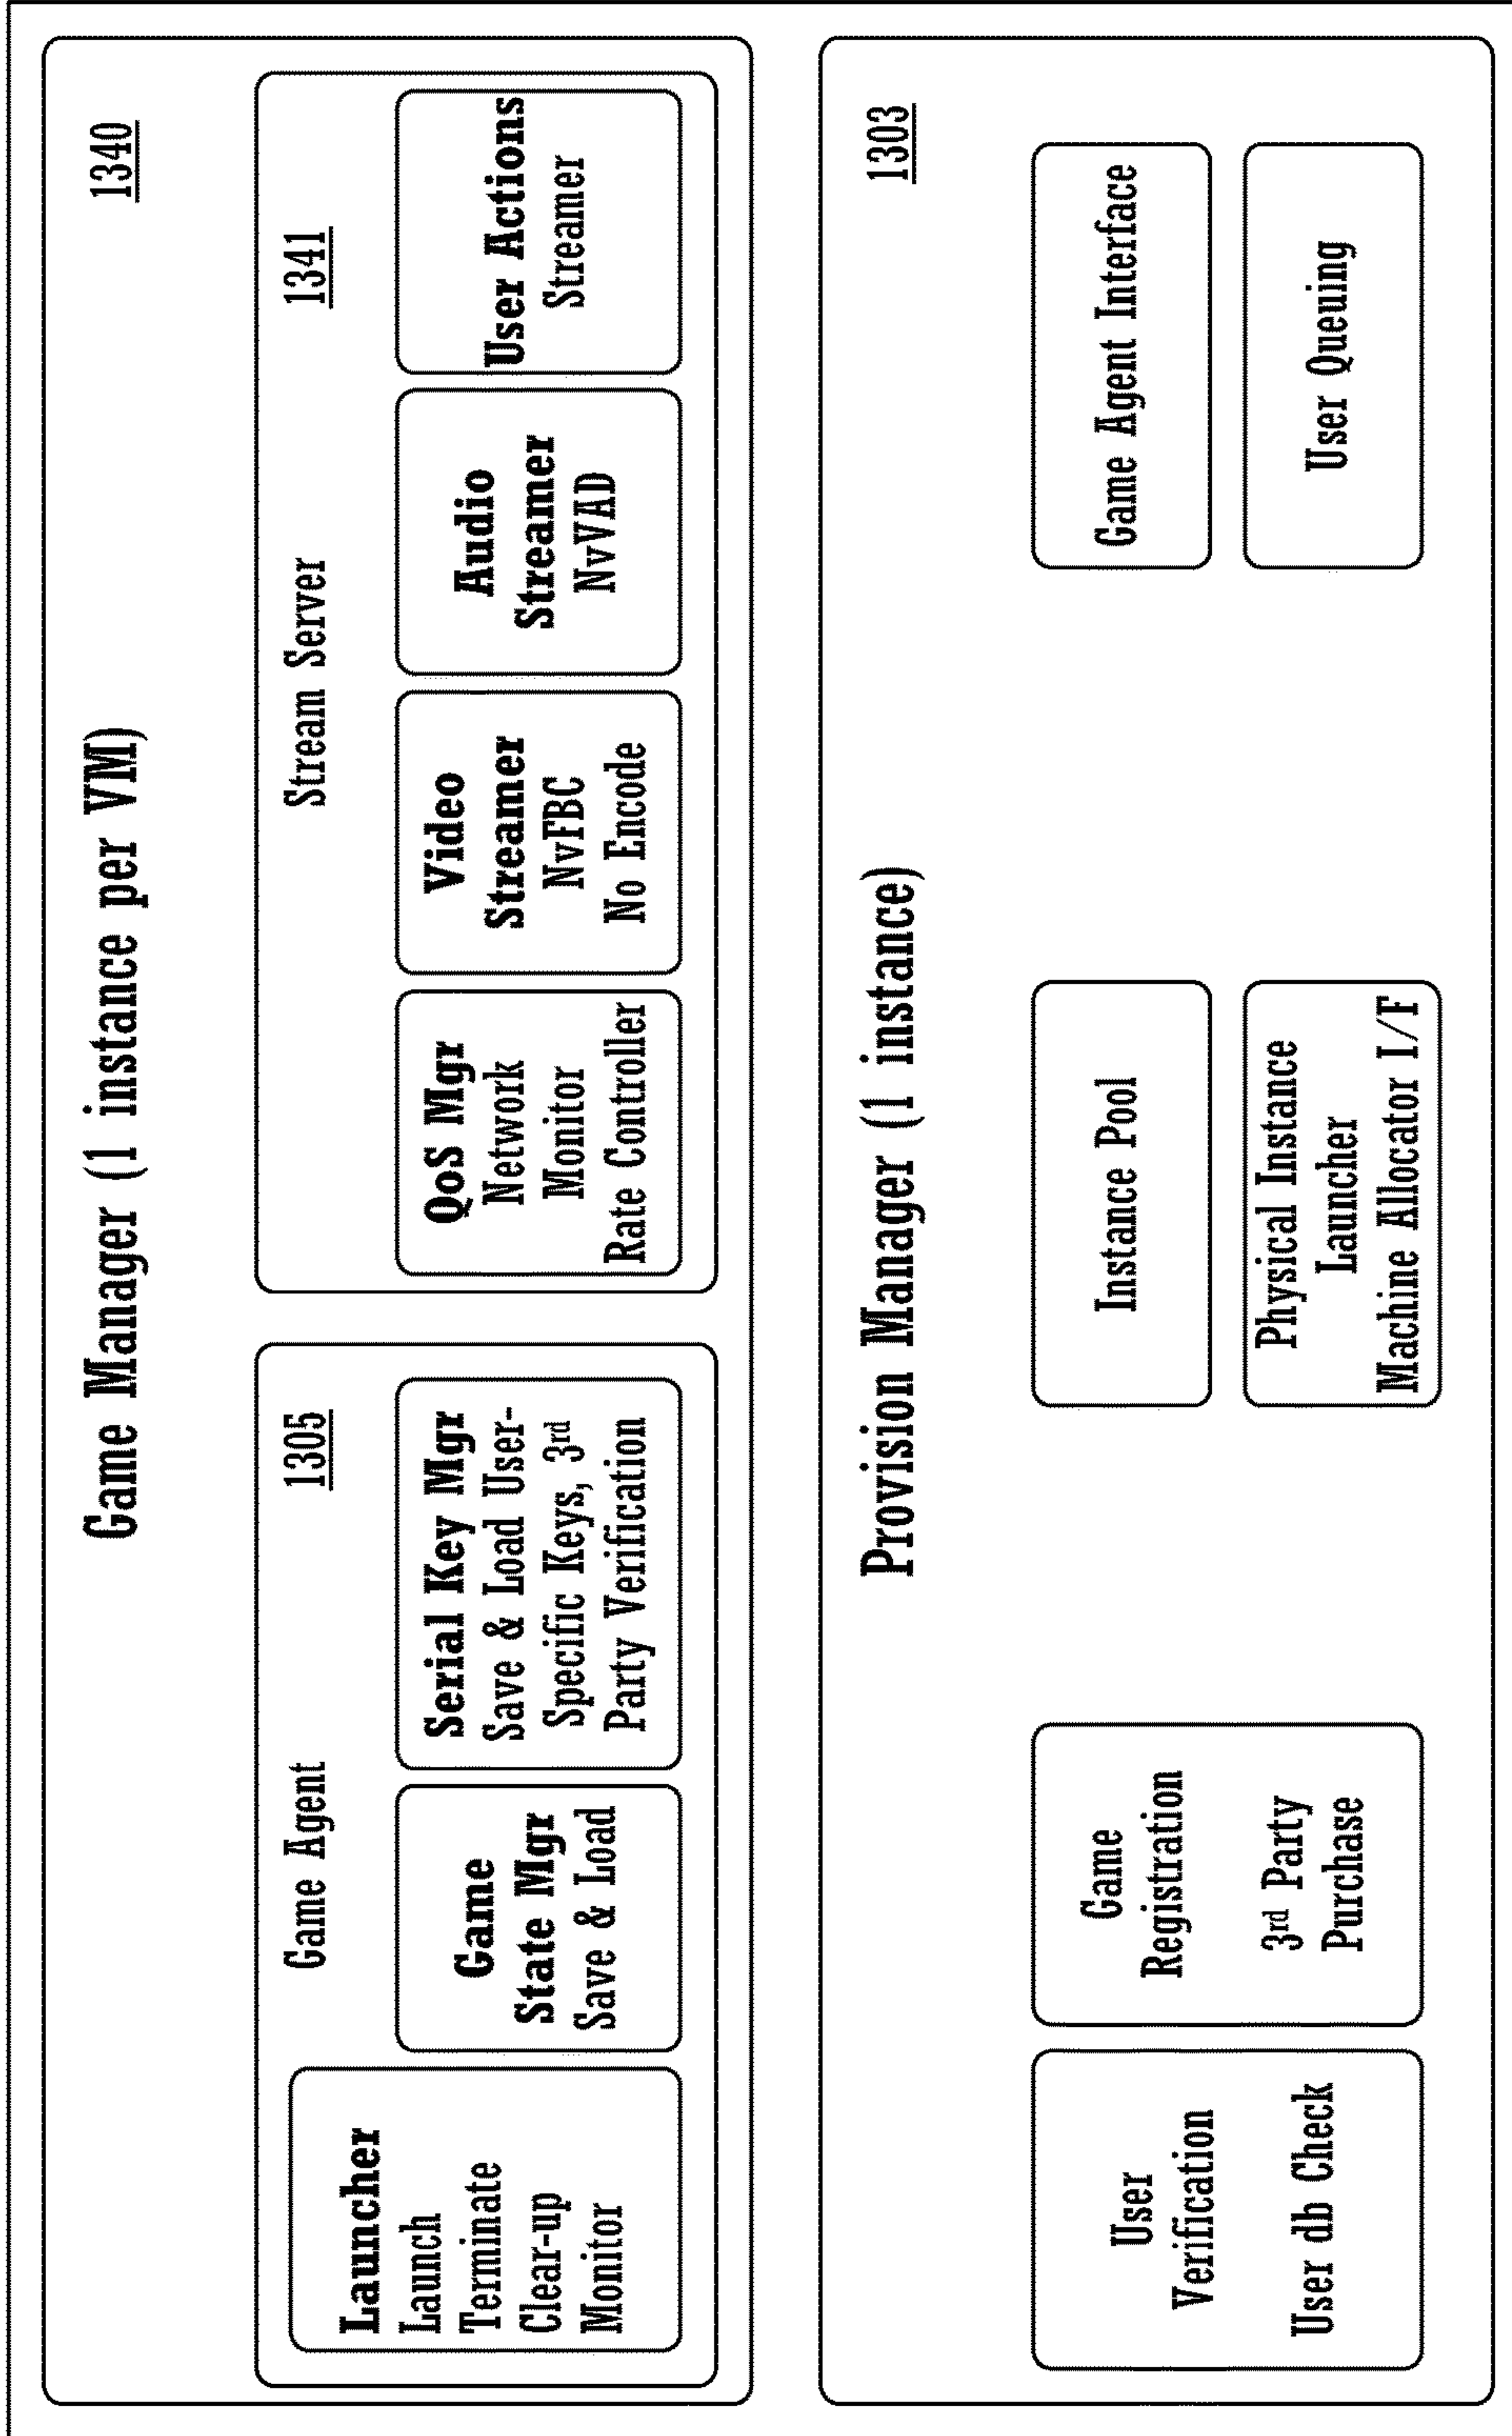 Game Manager (1 instance per VM)
1340
Game Agent
1305
Launcher
Launch
Terminate
Clear-up
Monitor
Game
State Mgr
Save & Load
Serial Key Mgr
Save & Load User-
Specific Keys, 3rd
Party Verification
Stream Server
1341
QoS Mgr
Network
Monitor
Rate Controller
Video
Streamer
NvFBC
No Encode
Audio
Streamer
NvVAD
User Actions
Streamer
Provision Manager (1 instance)
1303
User
Verification
User db Check
Game
Registration
3rd Party
Purchase
Instance Pool
Physical Instance
Launcher
Machine Allocator I/F
Game Agent Interface
User Queuing